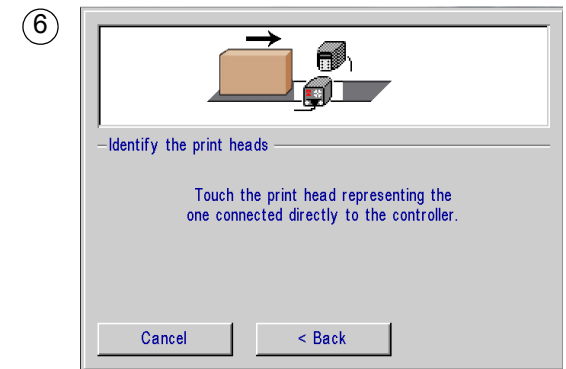 6
Identify the print heads
Touch the print head representing the
one connected directly to the controller.
Cancel
< Back